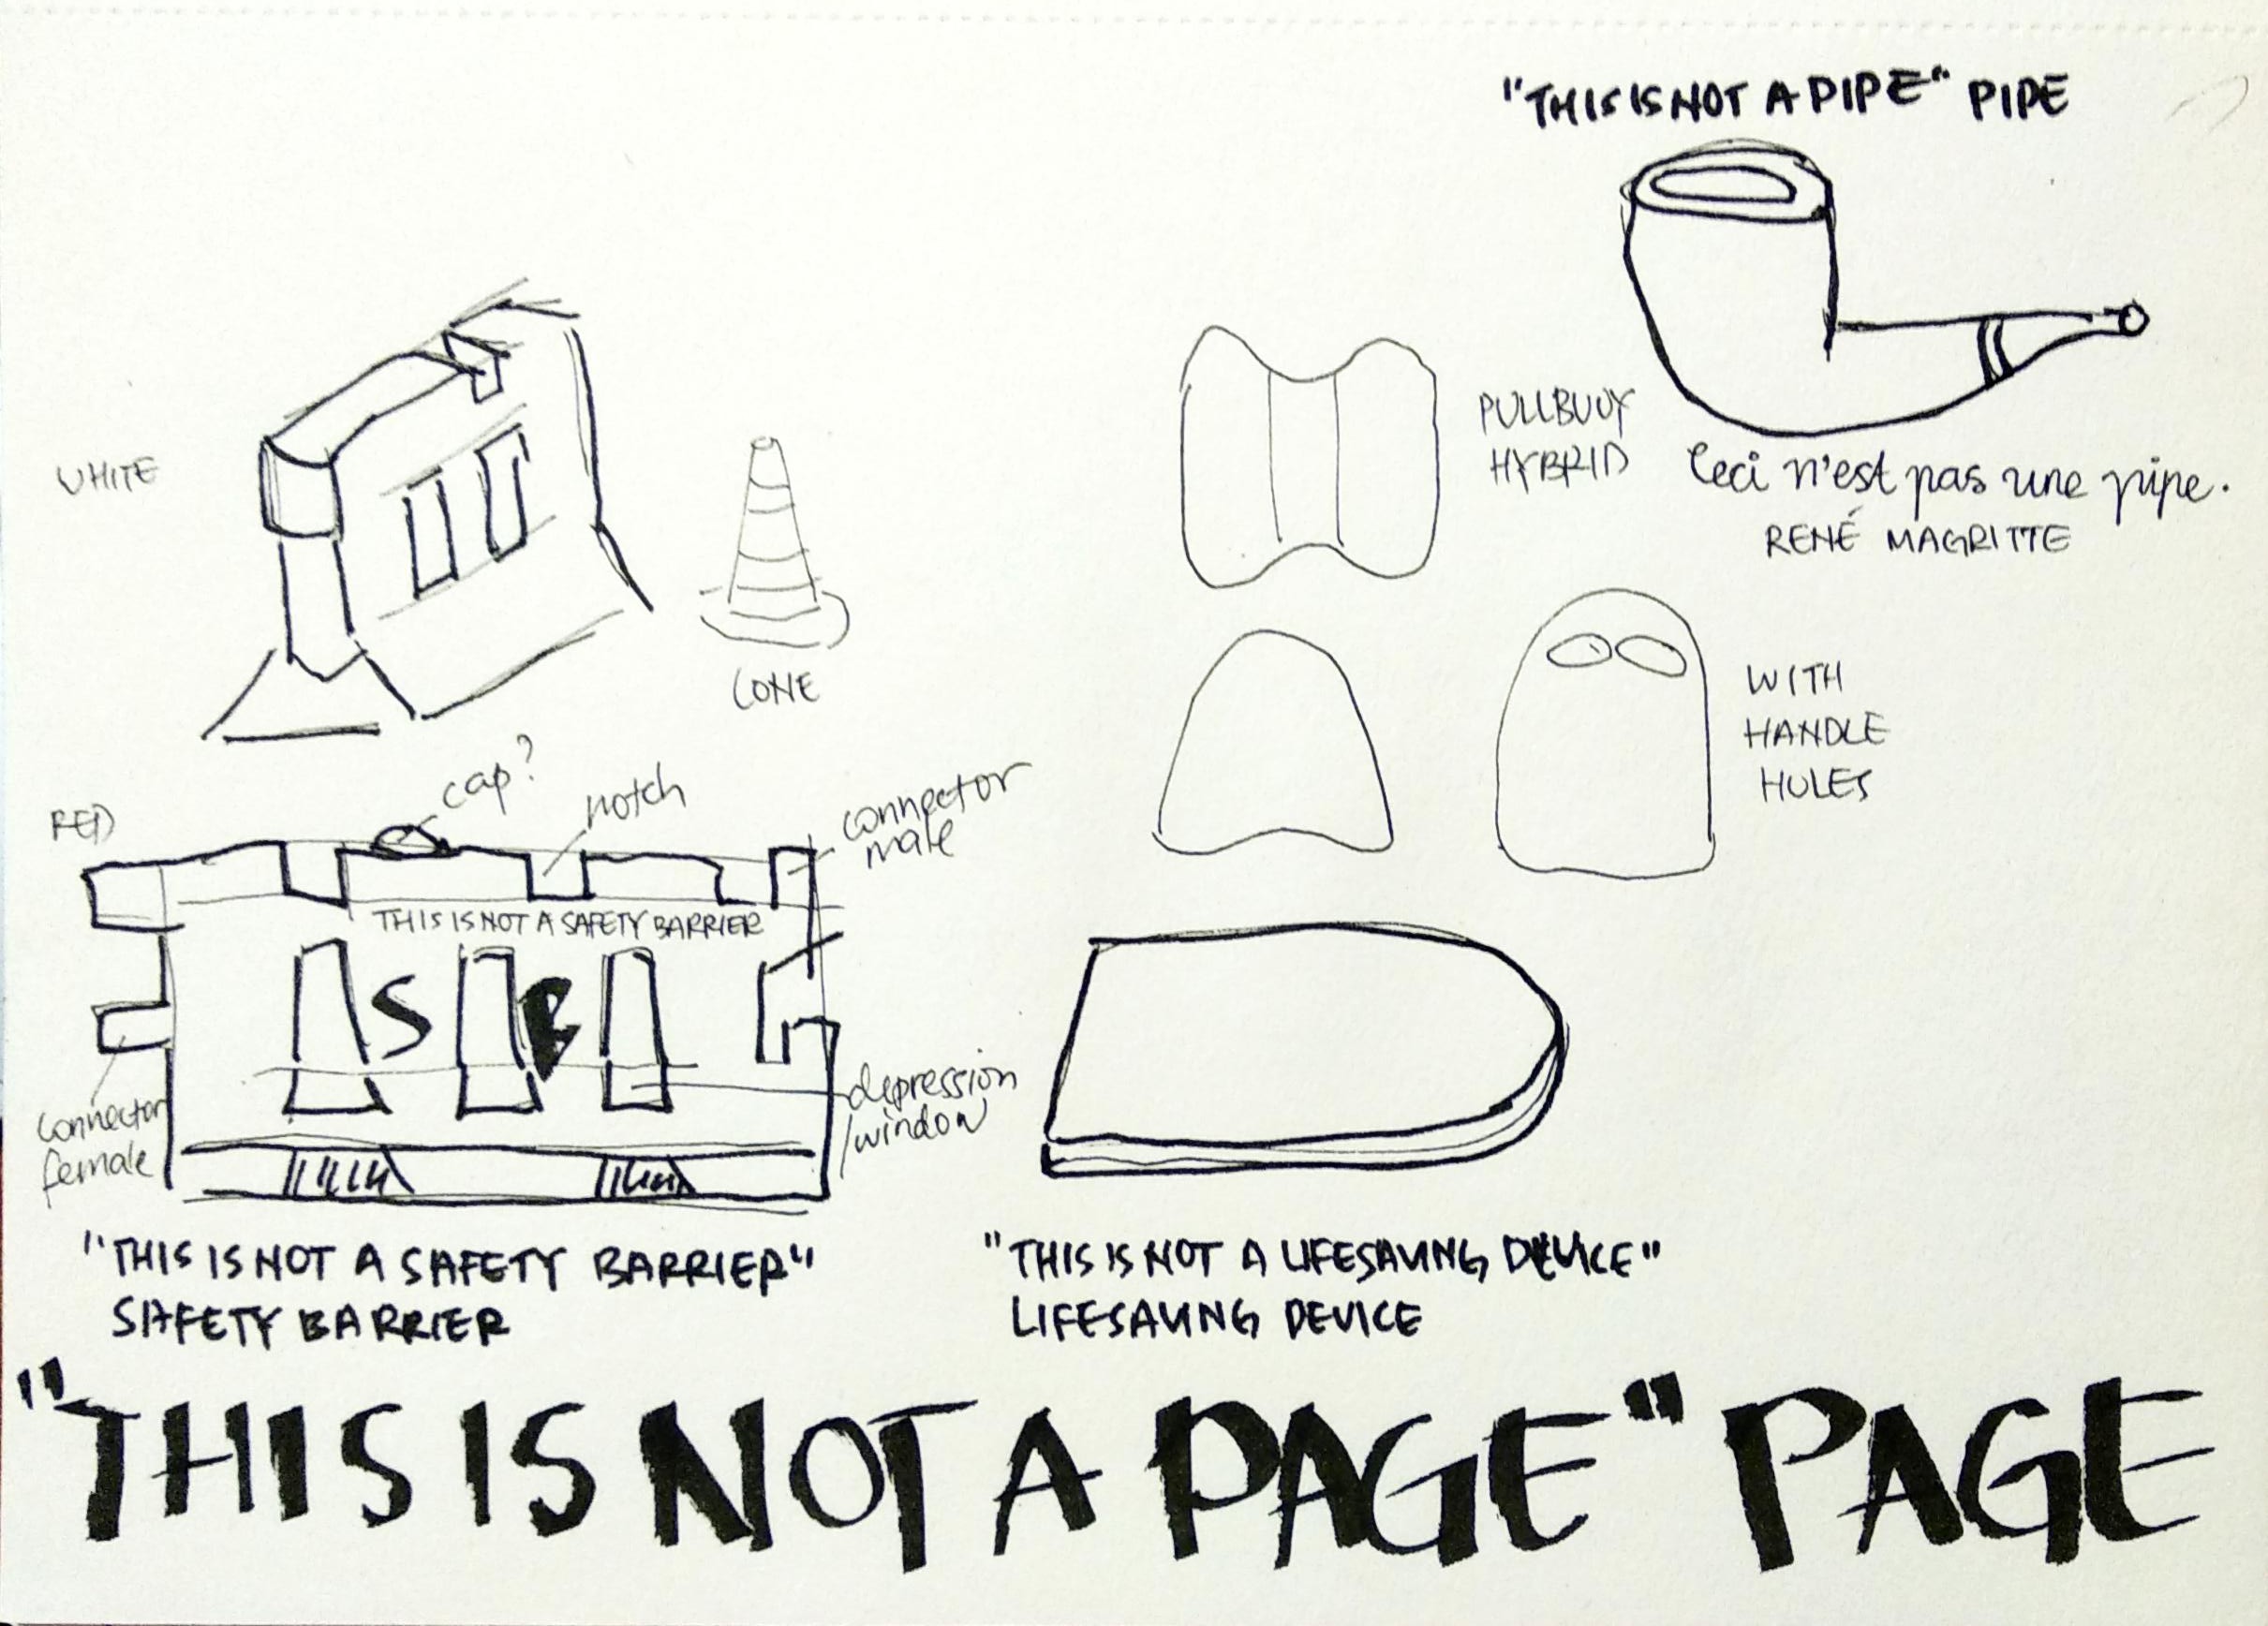 "THIS IS NOT A PIPE" PIPE
Ceci n'est pas une pipe.
RENÉ MAGRITTE
PULLBUOY
HYBRID
WITH
HANDLE
HOLES
WHITE
CONE
RED
cap?
notch
connector
male
THIS IS NOT A SAFETY BARRIER
S B
connector
female
depression
/window
"THIS IS NOT A SAFETY BARRIER"
SAFETY BARRIER
"THIS IS NOT A LIFESAVING DEVICE"
LIFESAVING DEVICE
"THIS IS NOT A PAGE" PAGE